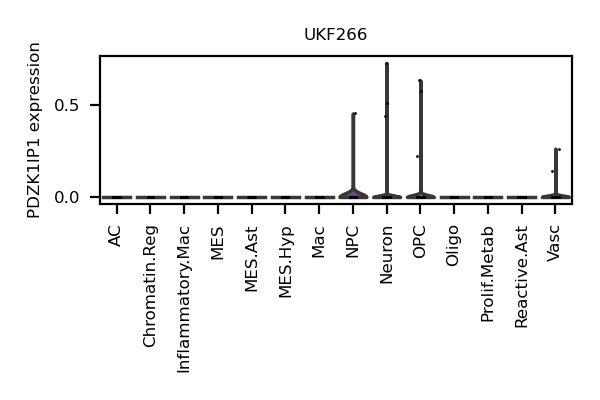 UKF266
PDZK1IP1 expression
0.5
0.0
AC
Chromatin.Reg
Inflammatory.Mac
MES
MES.Ast
MES.Hyp
Mac
NPC
Neuron
OPC
Oligo
Prolif.Metab
Reactive.Ast
Vasc